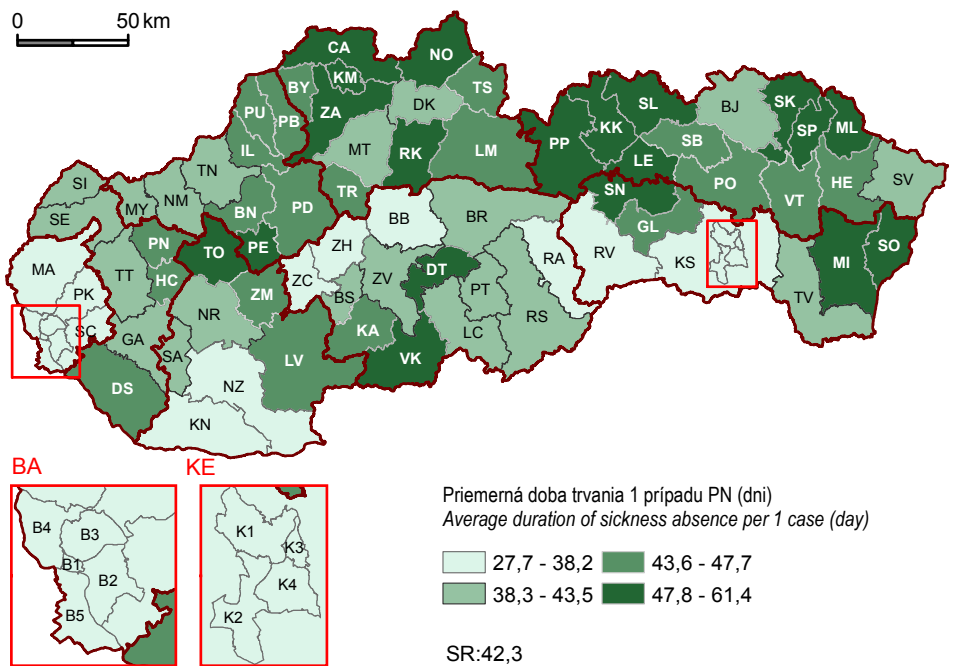 0 50 km
CA
NO
KM
BY
TS
PU
PB
ZA
DK
BJ
SK
SL
KK
SP
ML
IL
MT
RK
LM
PP
LE
SB
SI
TN
TR
SN
PO
HE
SV
SE
MY
NM
BN
PD
BB
BR
GL
VT
PN
TO
PE
ZH
RV
KS
SO
MA
TT
HC
ZC
ZV
DT
RA
MI
PK
ZM
BS
PT
TV
SC
GA
NR
KA
LC
RS
SA
LV
VK
DS
NZ
KN
BA
KE
B4
B3
B1
B2
B5
K1
K3
K4
K2
Priemerná doba trvania 1 prípadu PN (dni)
Average duration of sickness absence per 1 case (day)
27,7 - 38,2 43,6 - 47,7
38,3 - 43,5 47,8 - 61,4
SR:42,3